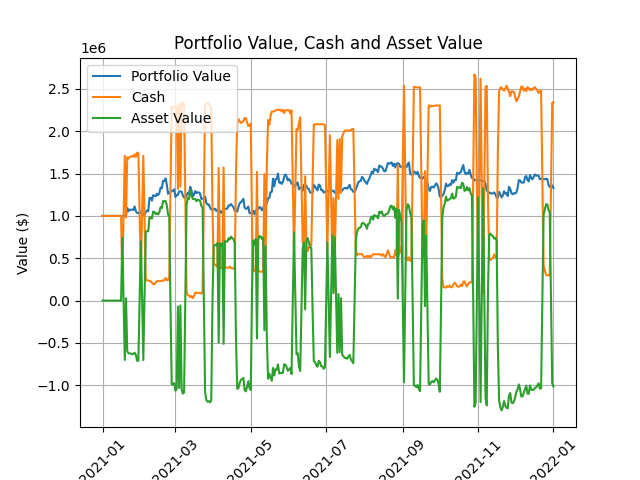 Portfolio Value, Cash and Asset Value
1e6
Portfolio Value
Cash
Asset Value
Value ($)
2.5
2.0
1.5
1.0
0.5
0.0
−0.5
−1.0
2021-01
2021-03
2021-05
2021-07
2021-09
2021-11
2022-01